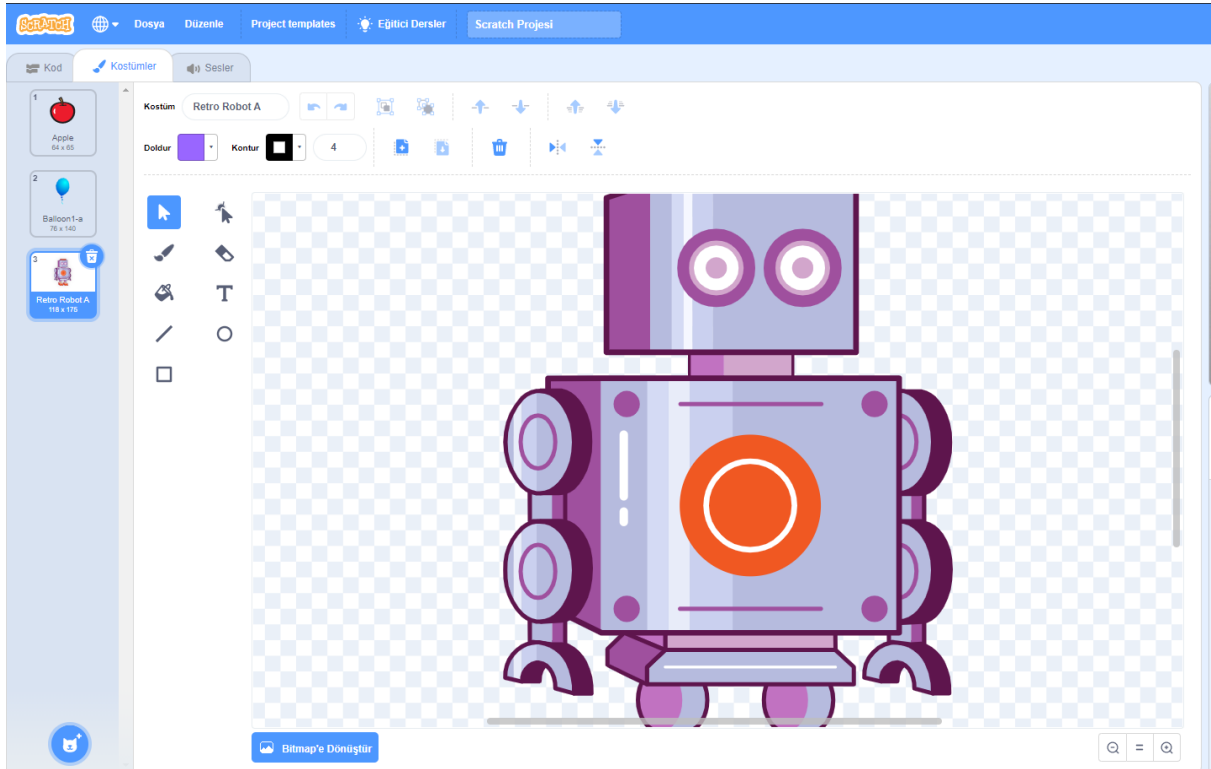 SCRATCH
Dosya
Düzenle
Project templates
Eğitici Dersler
Scratch Projesi
Kod
Kostümler
Sesler
1
Apple
64 x 65
2
Balloon1-a
76 x 140
3
Retro Robot A
118 x 175
Kostüm
Retro Robot A
Doldur
Kontur
4
T
Bitmap'e Dönüştür